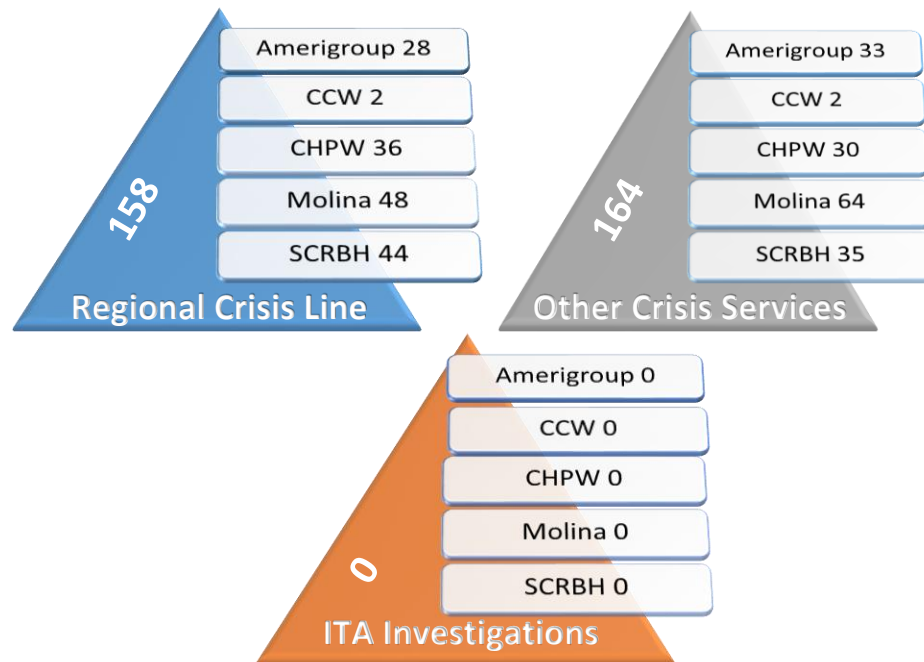 Amerigroup 28
CCW 2
CHPW 36
Molina 48
SCRBH 44
158
Regional Crisis Line
Amerigroup 33
CCW 2
CHPW 30
Molina 64
SCRBH 35
164
Other Crisis Services
Amerigroup 0
CCW 0
CHPW 0
Molina 0
SCRBH 0
0
ITA Investigations